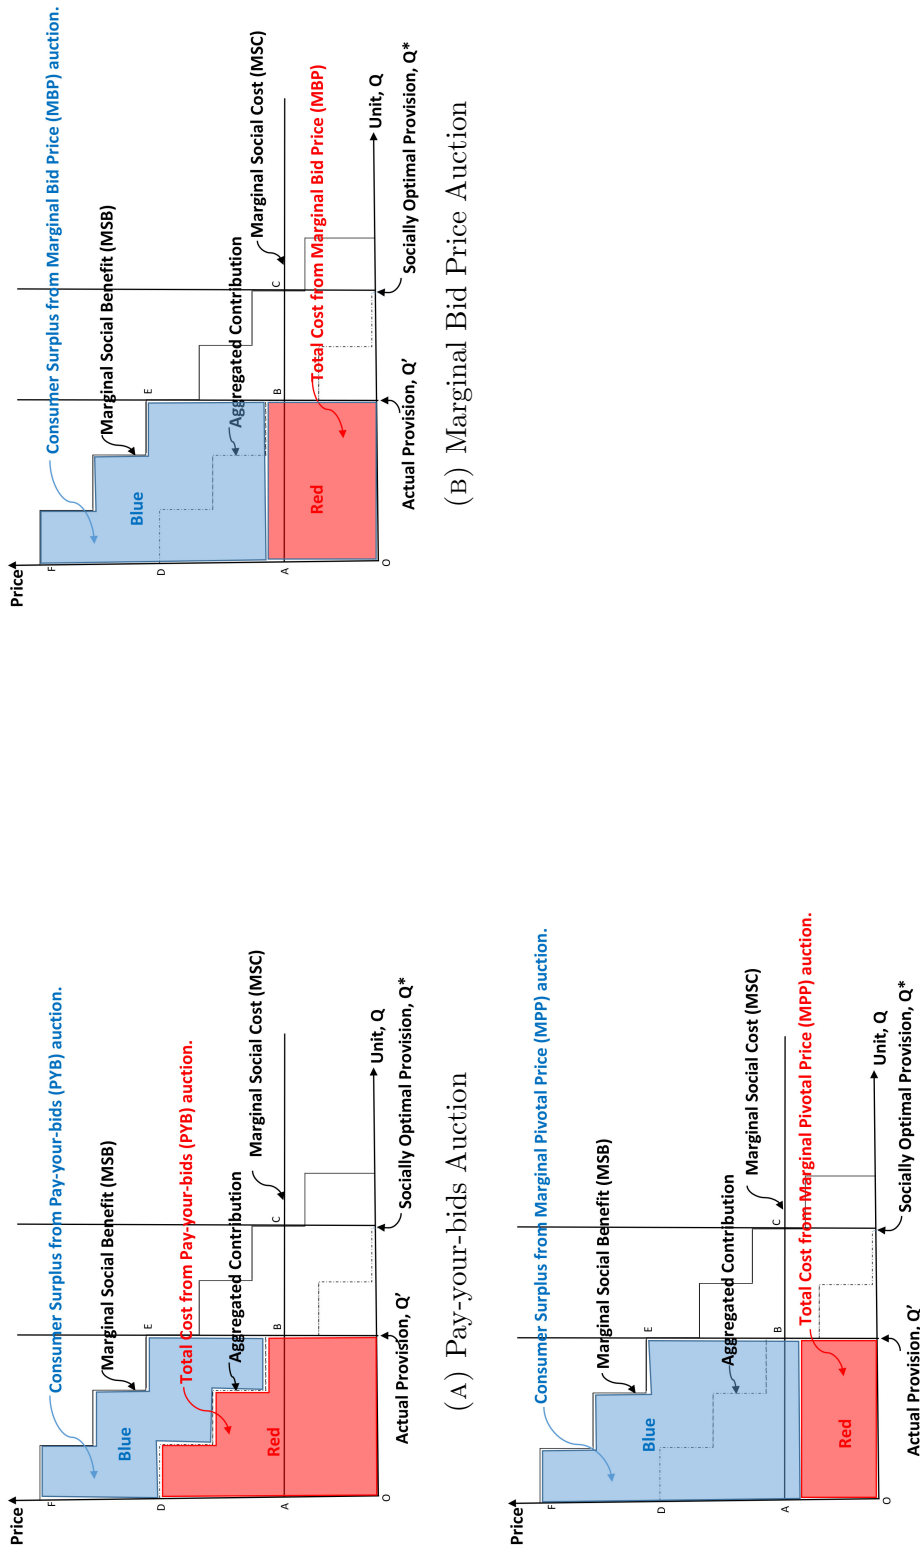 Price
Consumer Surplus from Pay-your-bids (PYB) auction.
F
Marginal Social Benefit (MSB)
Blue
E
Total Cost from Pay-your-bids (PYB) auction.
D
Aggregated Contribution
Red
Marginal Social Cost (MSC)
A
B
C
O
Unit, Q
Actual Provision, Q’
Socially Optimal Provision, Q*
(A) Pay-your-bids Auction
Price
Consumer Surplus from Marginal Bid Price (MBP) auction.
F
Marginal Social Benefit (MSB)
Blue
E
D
Aggregated Contribution
Marginal Social Cost (MSC)
A
B
C
Red
Total Cost from Marginal Bid Price (MBP)
O
Unit, Q
Actual Provision, Q’
Socially Optimal Provision, Q*
(B) Marginal Bid Price Auction
Price
Consumer Surplus from Marginal Pivotal Price (MPP) auction.
F
Marginal Social Benefit (MSB)
Blue
E
D
Aggregated Contribution
Marginal Social Cost (MSC)
A
B
C
Total Cost from Marginal Pivotal Price (MPP) auction.
Red
O
Unit, Q
Actual Provision, Q’
Socially Optimal Provision, Q*